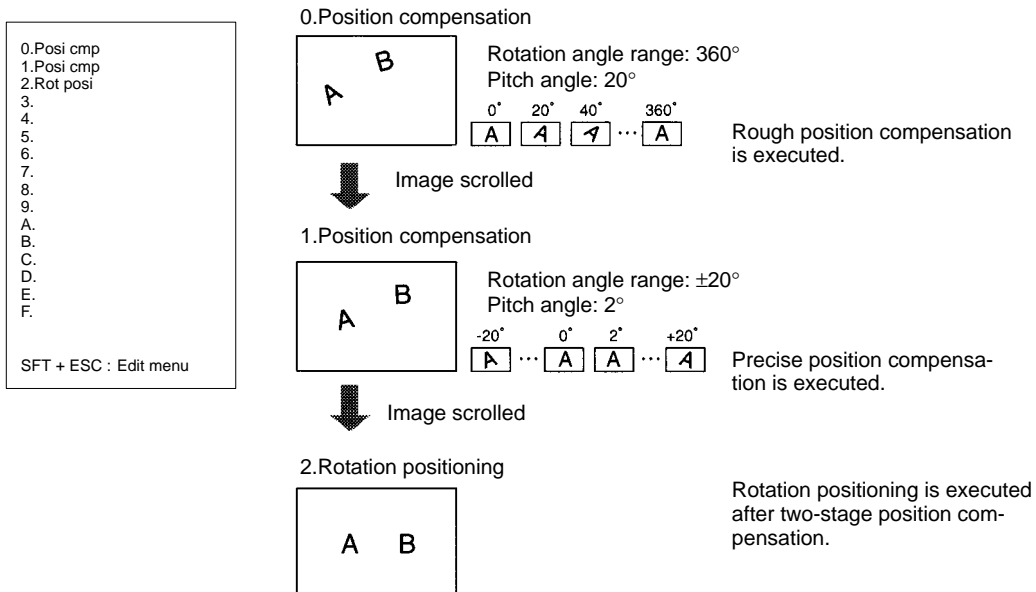 0.Posi cmp
1.Posi cmp
2.Rot posi
3.
4.
5.
6.
7.
8.
9.
A.
B.
C.
D.
E.
F.
SFT + ESC : Edit menu
0.Position compensation
A B
Rotation angle range: 360°
Pitch angle: 20°
0° 20° 40° 360°
A A A ... A
Rough position compensation
is executed.
Image scrolled
1.Position compensation
A B
Rotation angle range: ±20°
Pitch angle: 2°
-20° 0° 2° +20°
A ... A A ... A
Precise position compensa-
tion is executed.
Image scrolled
2.Rotation positioning
A B
Rotation positioning is executed
after two-stage position com-
pensation.